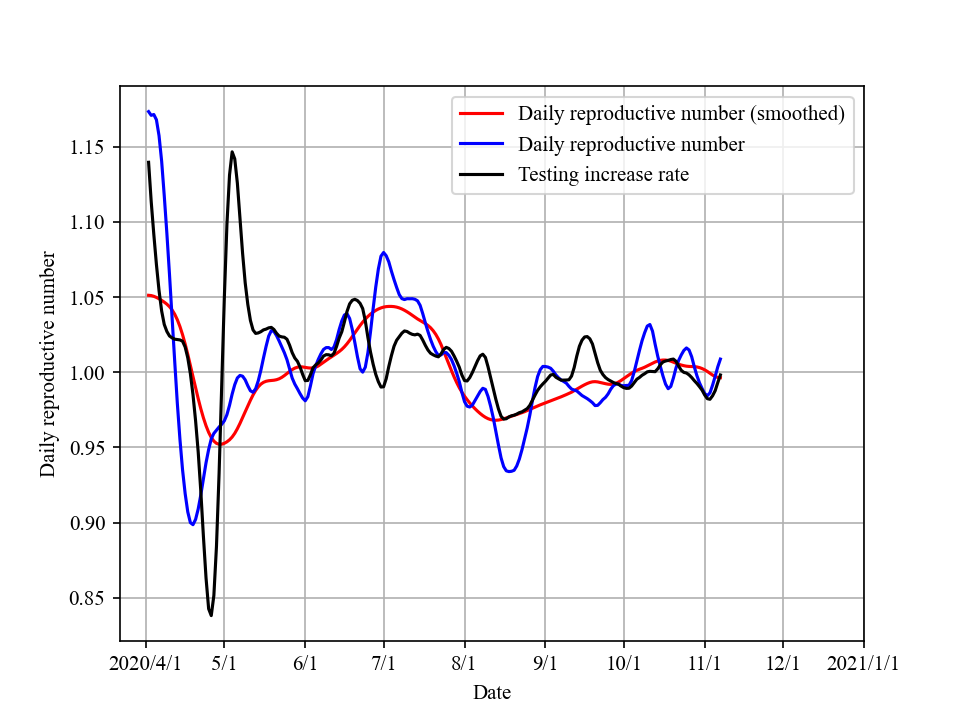 Daily reproductive number (smoothed)
Daily reproductive number
Testing increase rate
Daily reproductive number
1.15
1.10
1.05
1.00
0.95
0.90
0.85
2020/4/1 5/1 6/1 7/1 8/1 9/1 10/1 11/1 12/1 2021/1/1
Date